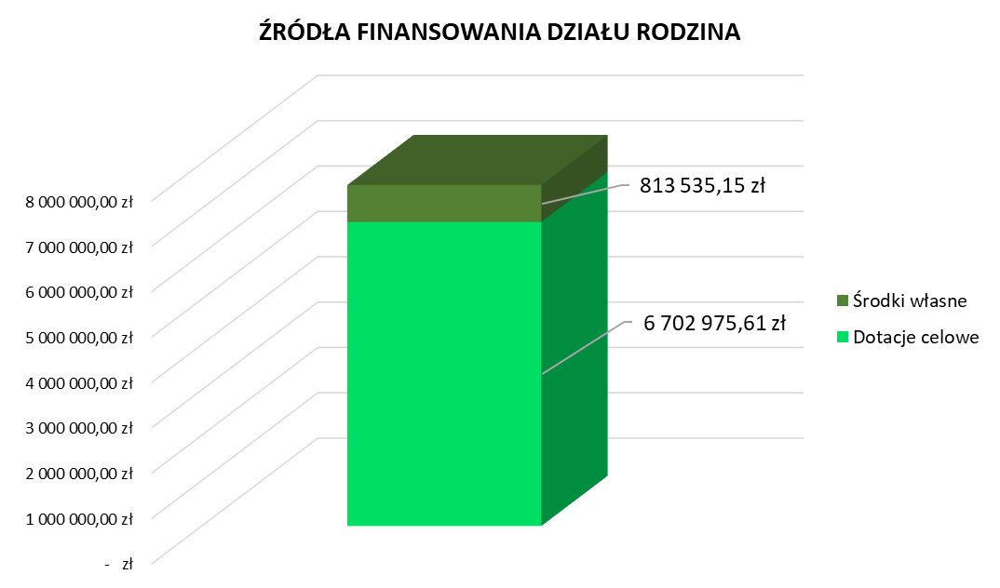 ŹRÓDŁA FINANSOWANIA DZIAŁU RODZINA
8 000 000,00 zł
7 000 000,00 zł
6 000 000,00 zł
5 000 000,00 zł
4 000 000,00 zł
3 000 000,00 zł
2 000 000,00 zł
1 000 000,00 zł
- zł
813 535,15 zł
6 702 975,61 zł
Środki własne
Dotacje celowe